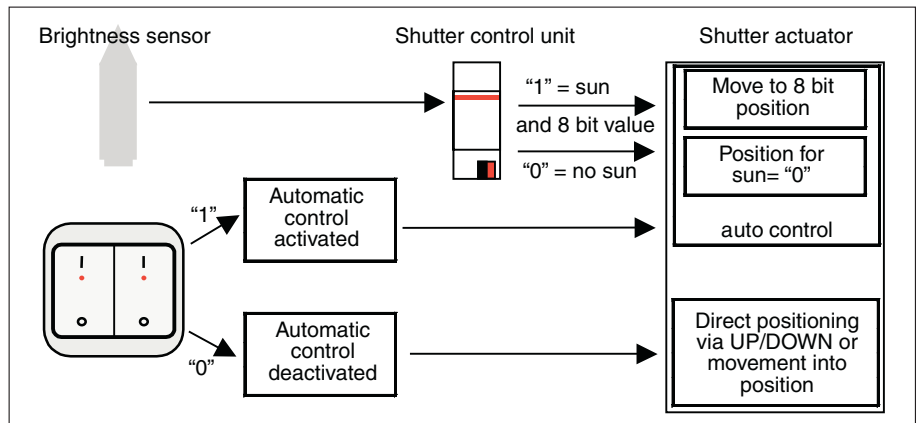 Brightness sensor
Shutter control unit
Shutter actuator
“1” = sun
and 8 bit value
“0” = no sun
Move to 8 bit
position
Position for
sun= “0”
auto control
“1”
Automatic
control
activated
“0”
Automatic
control
deactivated
Direct positioning
via UP/DOWN or
movement into
position